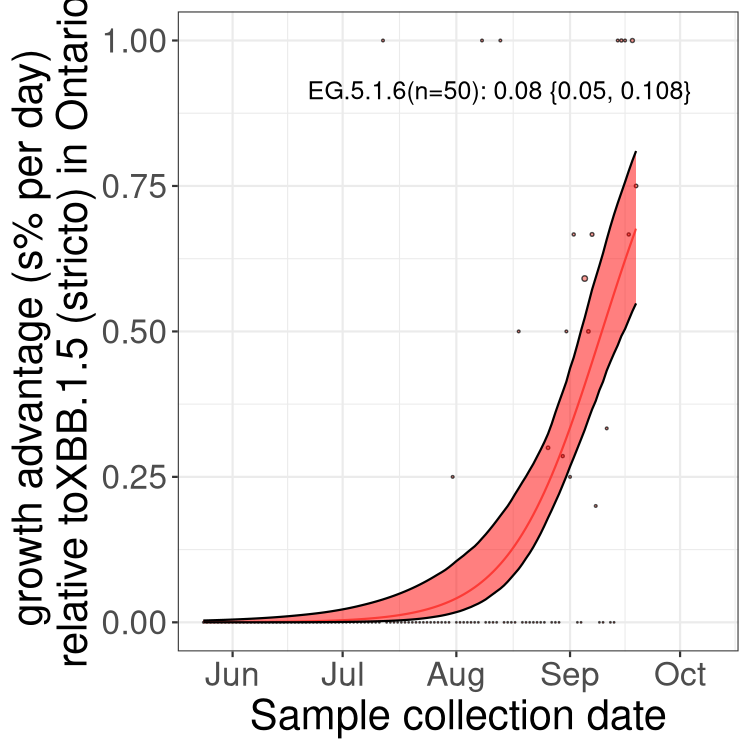 growth advantage (s% per day)
relative toXBB.1.5 (stricto) in Ontario
1.00
0.75
0.50
0.25
0.00
EG.5.1.6(n=50): 0.08 {0.05, 0.108}
Jun Jul Aug Sep Oct
Sample collection date